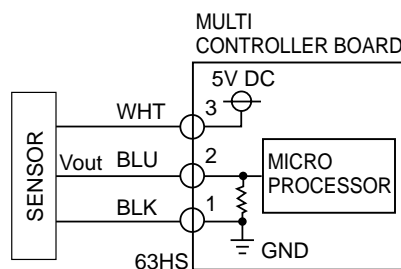 MULTI
CONTROLLER BOARD
5V DC
WHT 3
Vout BLU 2
SENSOR
MICRO
PROCESSOR
BLK 1
GND
63HS